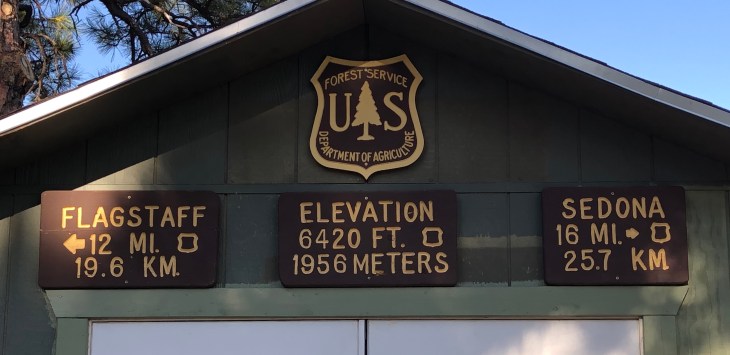 FOREST SERVICE
US
DEPARTMENT OF AGRICULTURE
FLAGSTAFF
12 MI.
19.6 KM.
ELEVATION
6420 FT.
1956 METERS
SEDONA
16 MI.
25.7 KM.